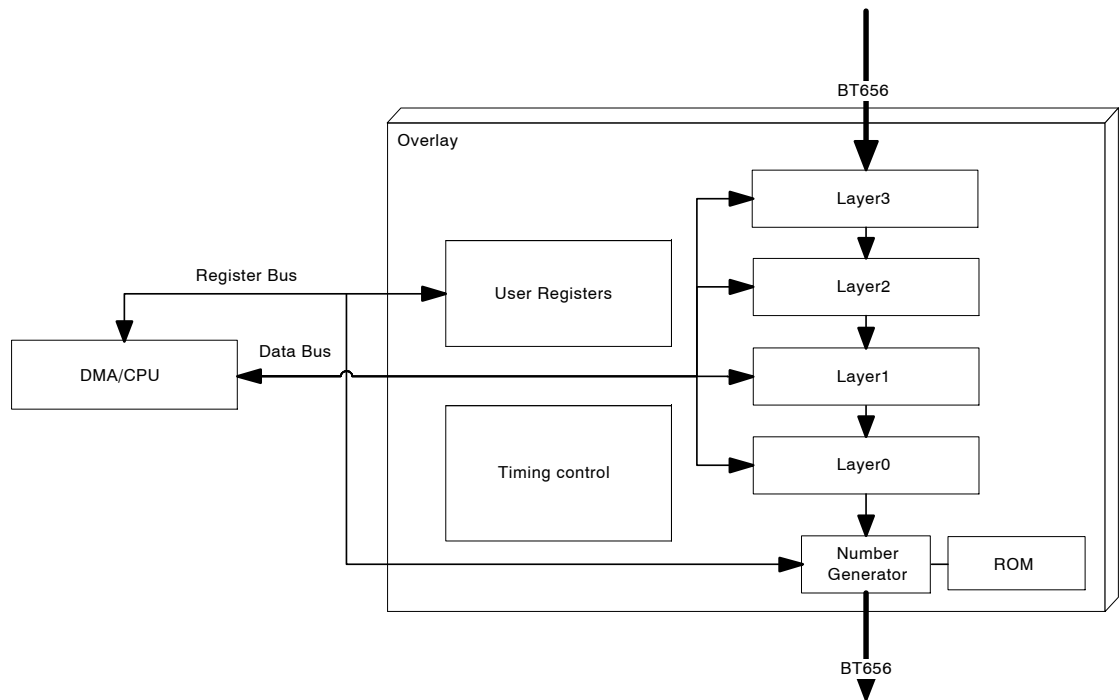 BT656
Overlay
Layer3
Register Bus
User Registers
Layer2
Data Bus
DMA/CPU
Layer1
Timing control
Layer0
Number
Generator
ROM
BT656